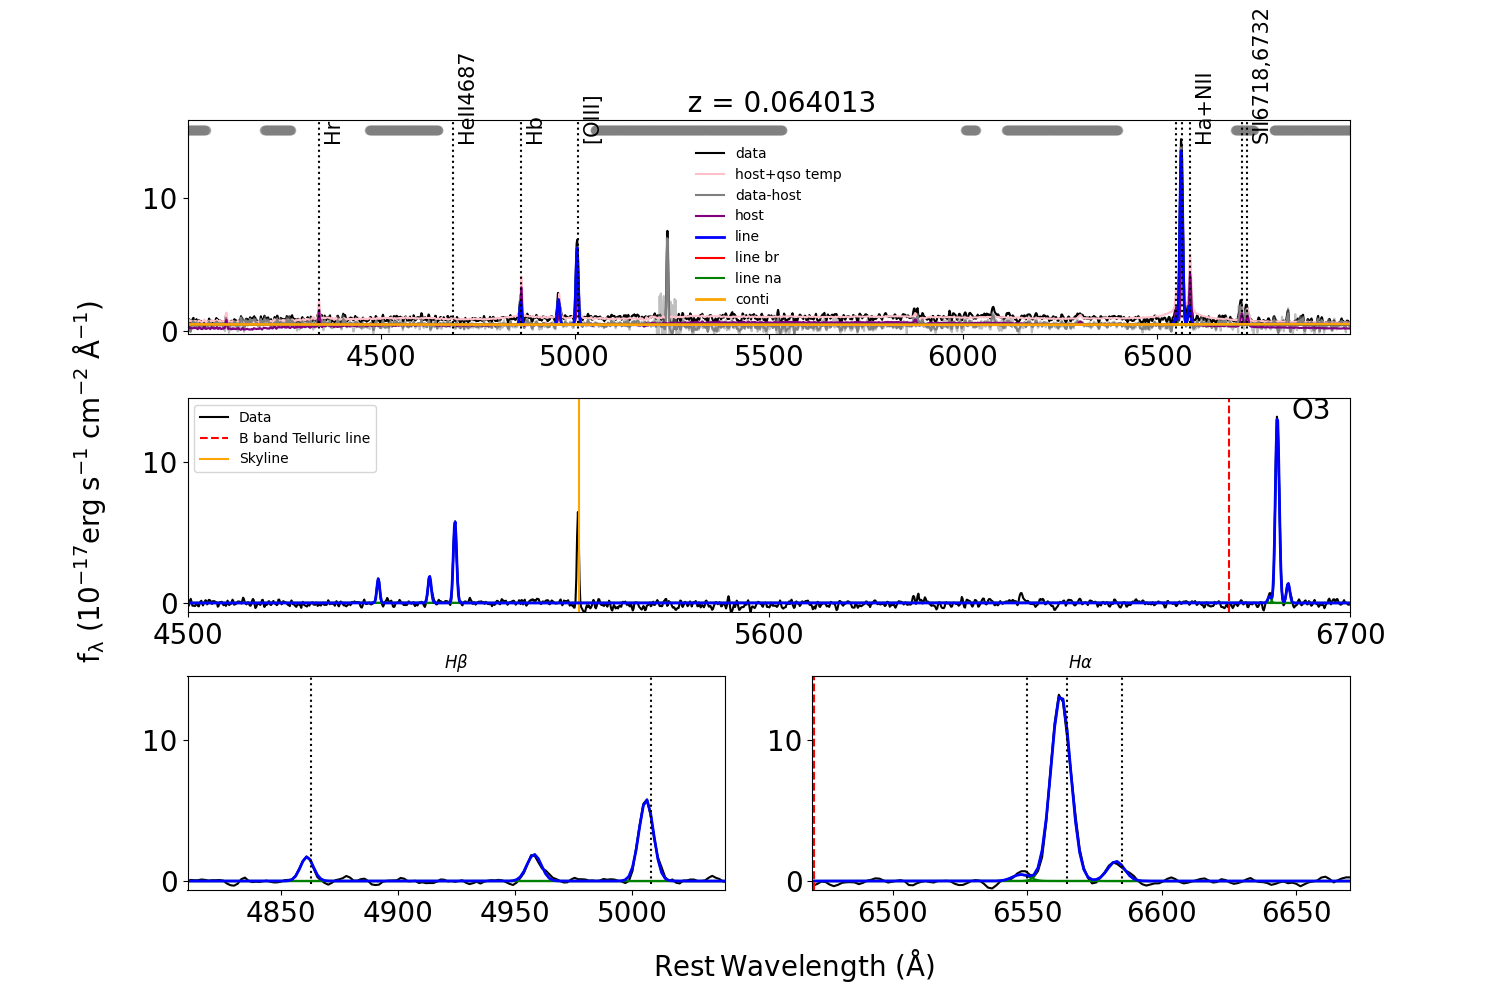 z = 0.064013
Hr
HeII4687
Hb
[OIII]
Ha+NII
SII6718,6732
data
host+qso temp
data-host
host
line
line br
line na
conti
10
0
4500
5000
5500
6000
6500
Data
B band Telluric line
Skyline
O3
10
0
4500
5600
6700
fλ (10−17erg s−1 cm−2 Å−1)
Hβ
10
0
4850
4900
4950
5000
Hα
10
0
6500
6550
6600
6650
Rest Wavelength (Å)